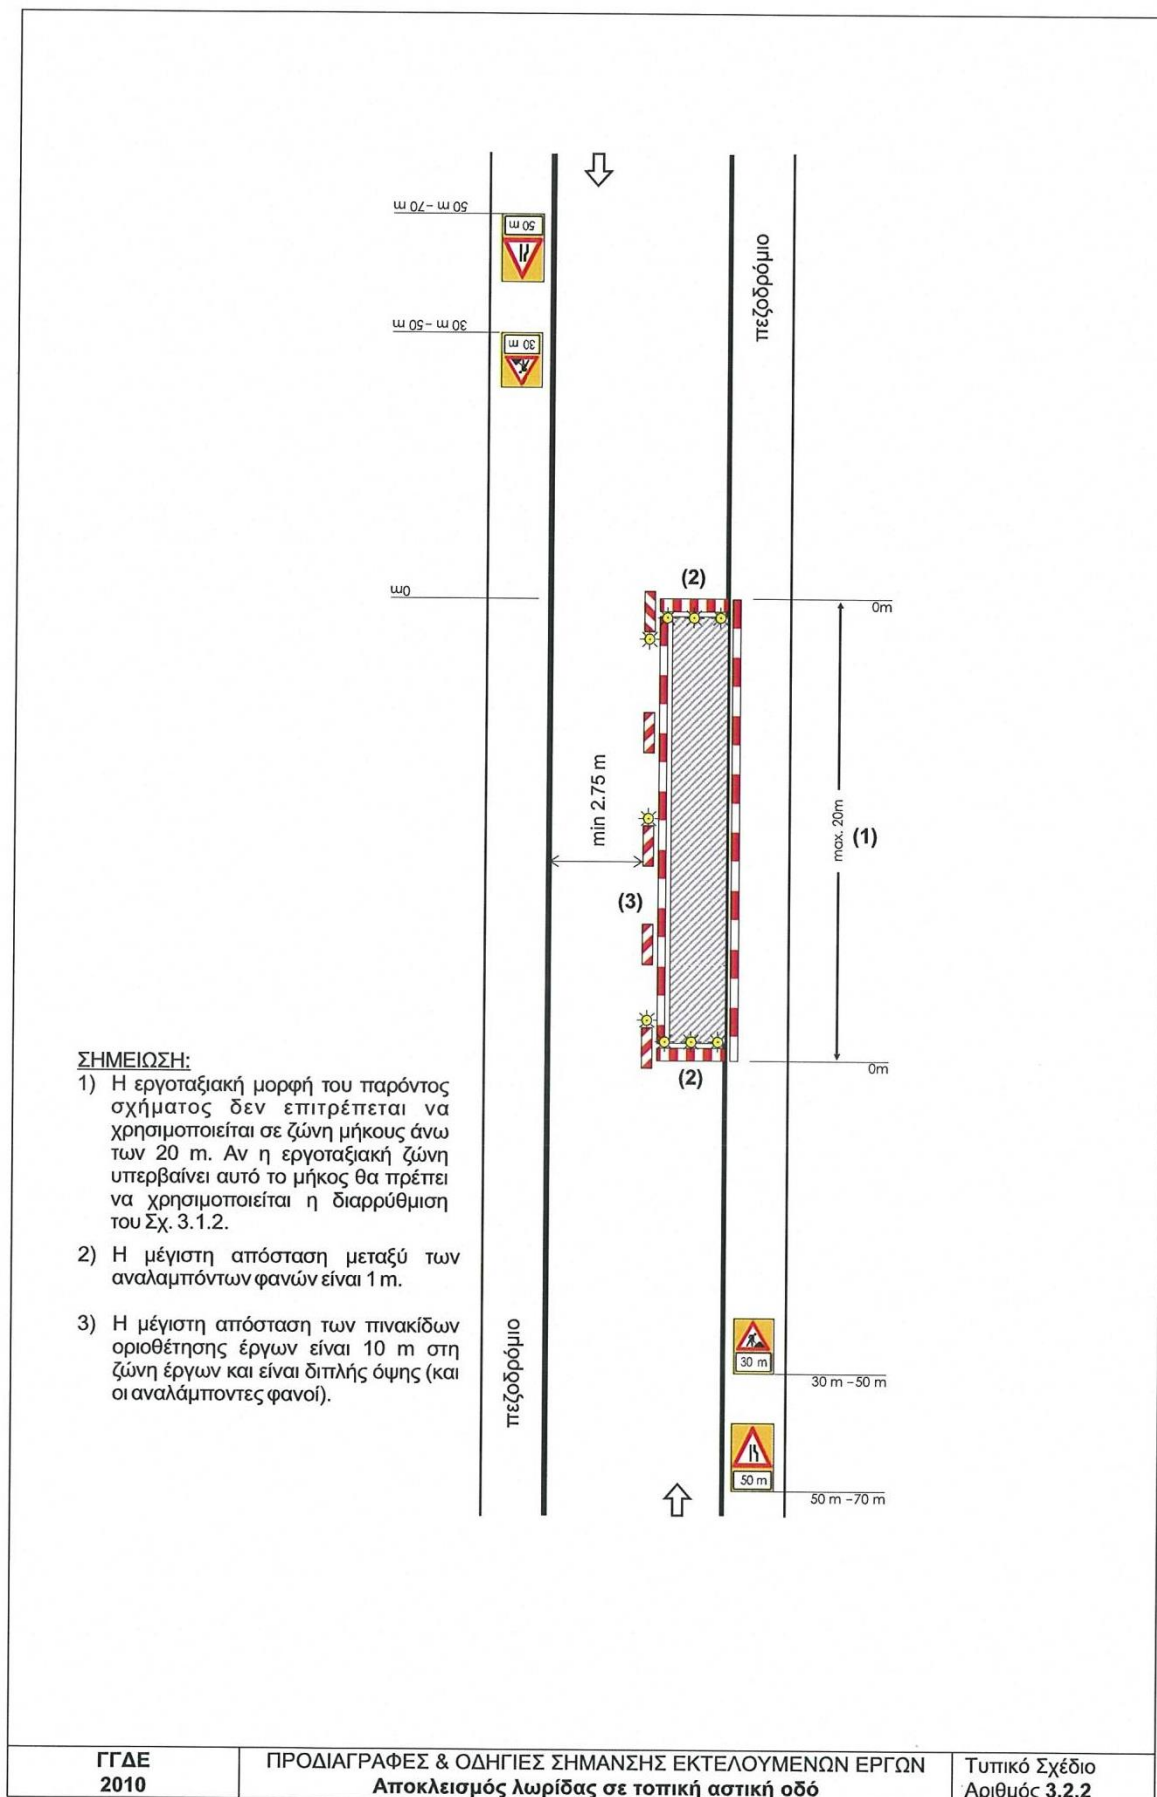 50 m -70 m
50 m
πεζοδρόμιο
30 m -50 m
30 m
0m
(2)
0m
min 2.75 m
max. 20m
(1)
(3)
(2)
0m
ΣΗΜΕΙΩΣΗ:
1) Η εργοταξιακή μορφή του παρόντος
σχήματος δεν επιτρέπεται να
χρησιμοποιείται σε ζώνη μήκους άνω
των 20 m. Αν η εργοταξιακή ζώνη
υπερβαίνει αυτό το μήκος θα πρέπει
να χρησιμοποιείται η διαρρύθμιση
του Σχ. 3.1.2.
2) Η μέγιστη απόσταση μεταξύ των
αναλαμπόντων φανών είναι 1 m.
3) Η μέγιστη απόσταση των πινακίδων
οριοθέτησης έργων είναι 10 m στη
ζώνη έργων και είναι διπλής όψης (και
οι αναλάμποντες φανοί).
πεζοδρόμιο
30 m
30 m -50 m
50 m
50 m -70 m
ΓΓΔΕ
2010
ΠΡΟΔΙΑΓΡΑΦΕΣ & ΟΔΗΓΙΕΣ ΣΗΜΑΝΣΗΣ ΕΚΤΕΛΟΥΜΕΝΩΝ ΕΡΓΩΝ
Αποκλεισμός λωρίδας σε τοπική αστική οδό
Τυπικό Σχέδιο
Αριθμός 3.2.2